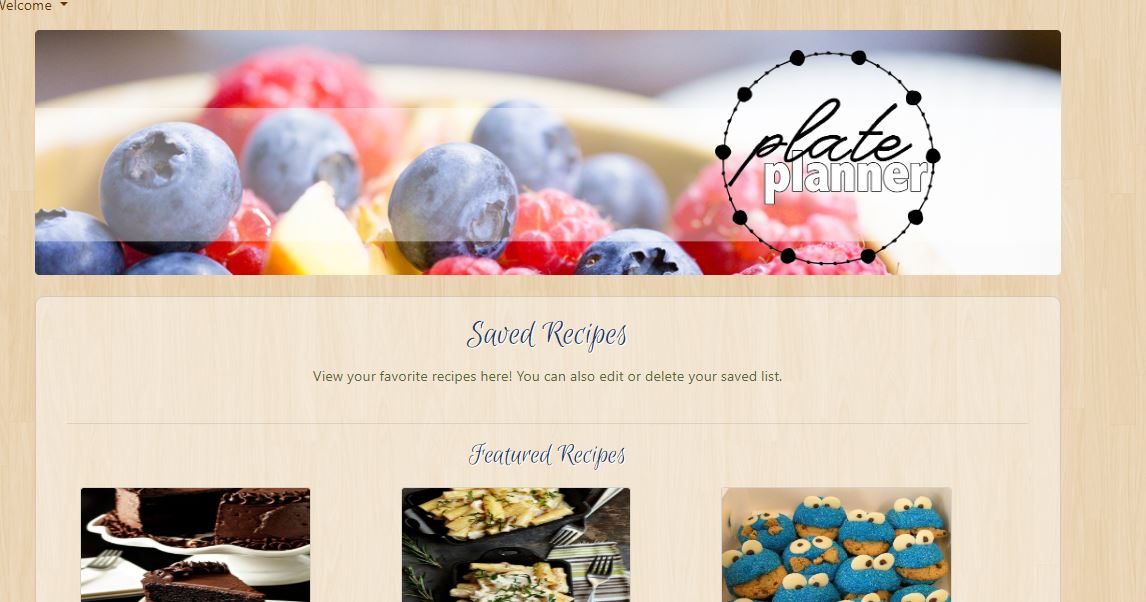 Welcome
plate
planner
Saved Recipes
View your favorite recipes here! You can also edit or delete your saved list.
Featured Recipes